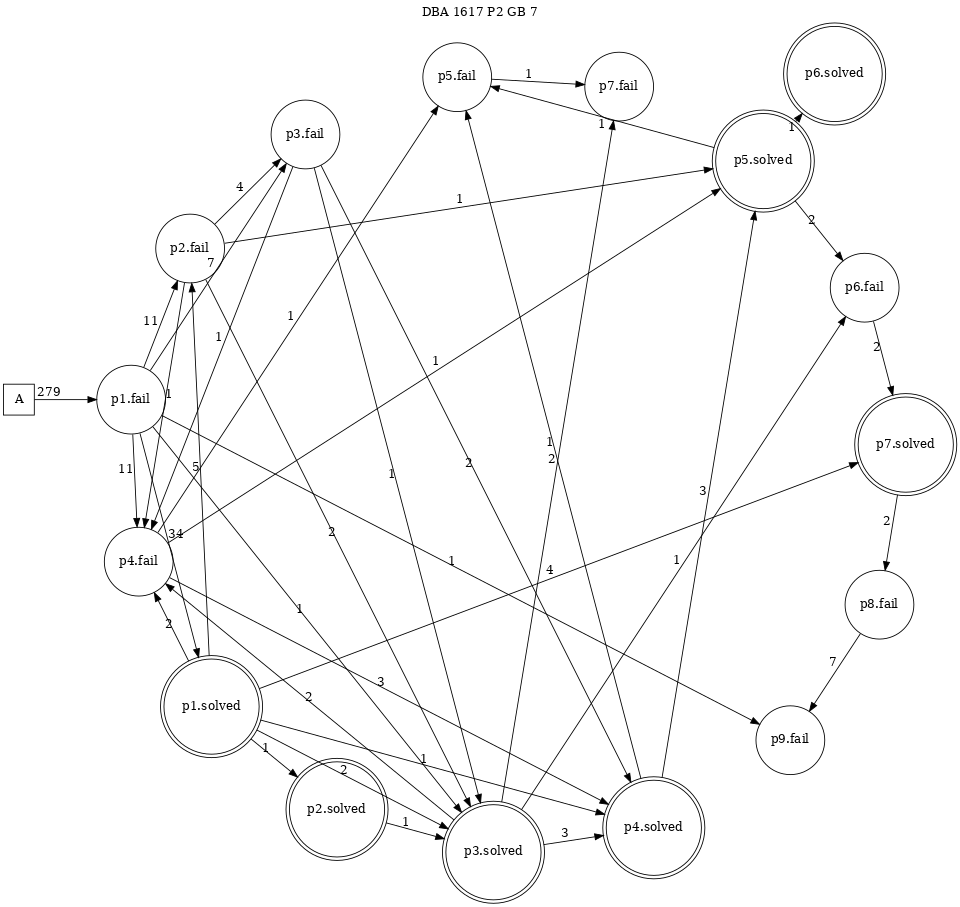 DBA 1617 P2 GB 7
p6.solved
1
p5.fail
1
p7.fail
1
1
p3.fail
p5.solved
4
1
2
p2.fail
7
p6.fail
11
1
1
2
1
A
279
p1.fail
1
1
2
2
p7.solved
11
5
1
3
34
2
1
2
p4.fail
4
1
p8.fail
1
2
3
7
2
p1.solved
p9.fail
1
2
1
p2.solved
1
3
p4.solved
p3.solved